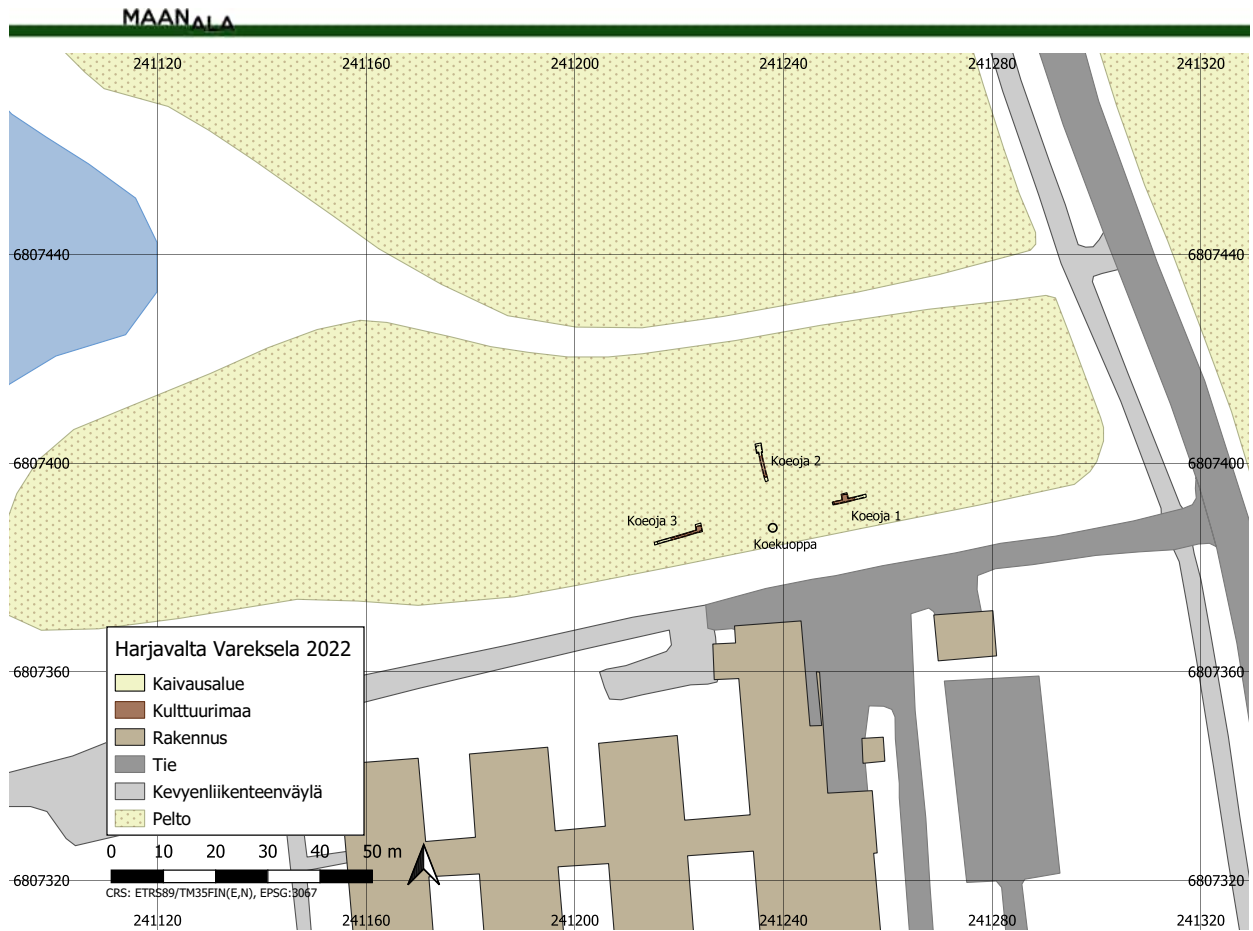 MAANALA
241120 241160 241200 241240 241280 241320
6807440 6807440
6807400 6807400
Koeoja 2
Koeoja 1
Koeoja 3
Koekuoppa
6807360 6807360
Harjavalta Vareksela 2022
Kaivausalue
Kulttuurimaa
Rakennus
Tie
Kevyenliikenteenväylä
Pelto
0 10 20 30 40 50 m
CRS: ETRS89/TM35FIN(E,N), EPSG:3067
6807320 6807320
241120 241160 241200 241240 241280 241320